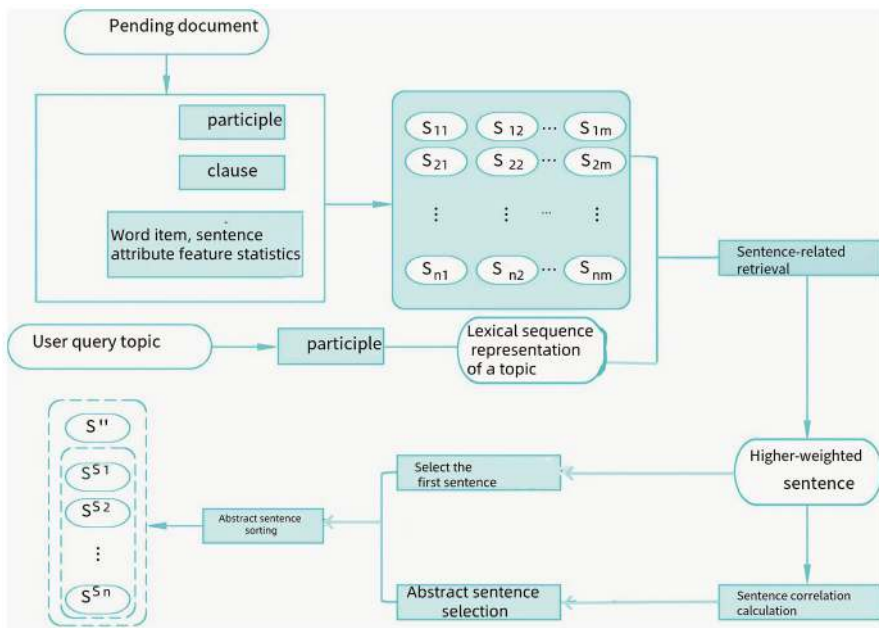 Pending document
participle
clause
Word item, sentence
attribute feature statistics
S11 S12 ... S1m
S21 S22 ... S2m
⋮ ⋮ ... ⋮
Sn1 Sn2 ... Snm
Sentence-related
retrieval
User query topic
participle
Lexical sequence
representation
of a topic
S"
SS1
SS2
⋮
SSn
Abstract sentence
sorting
Select the
first sentence
Higher-weighted
sentence
Abstract sentence
selection
Sentence correlation
calculation